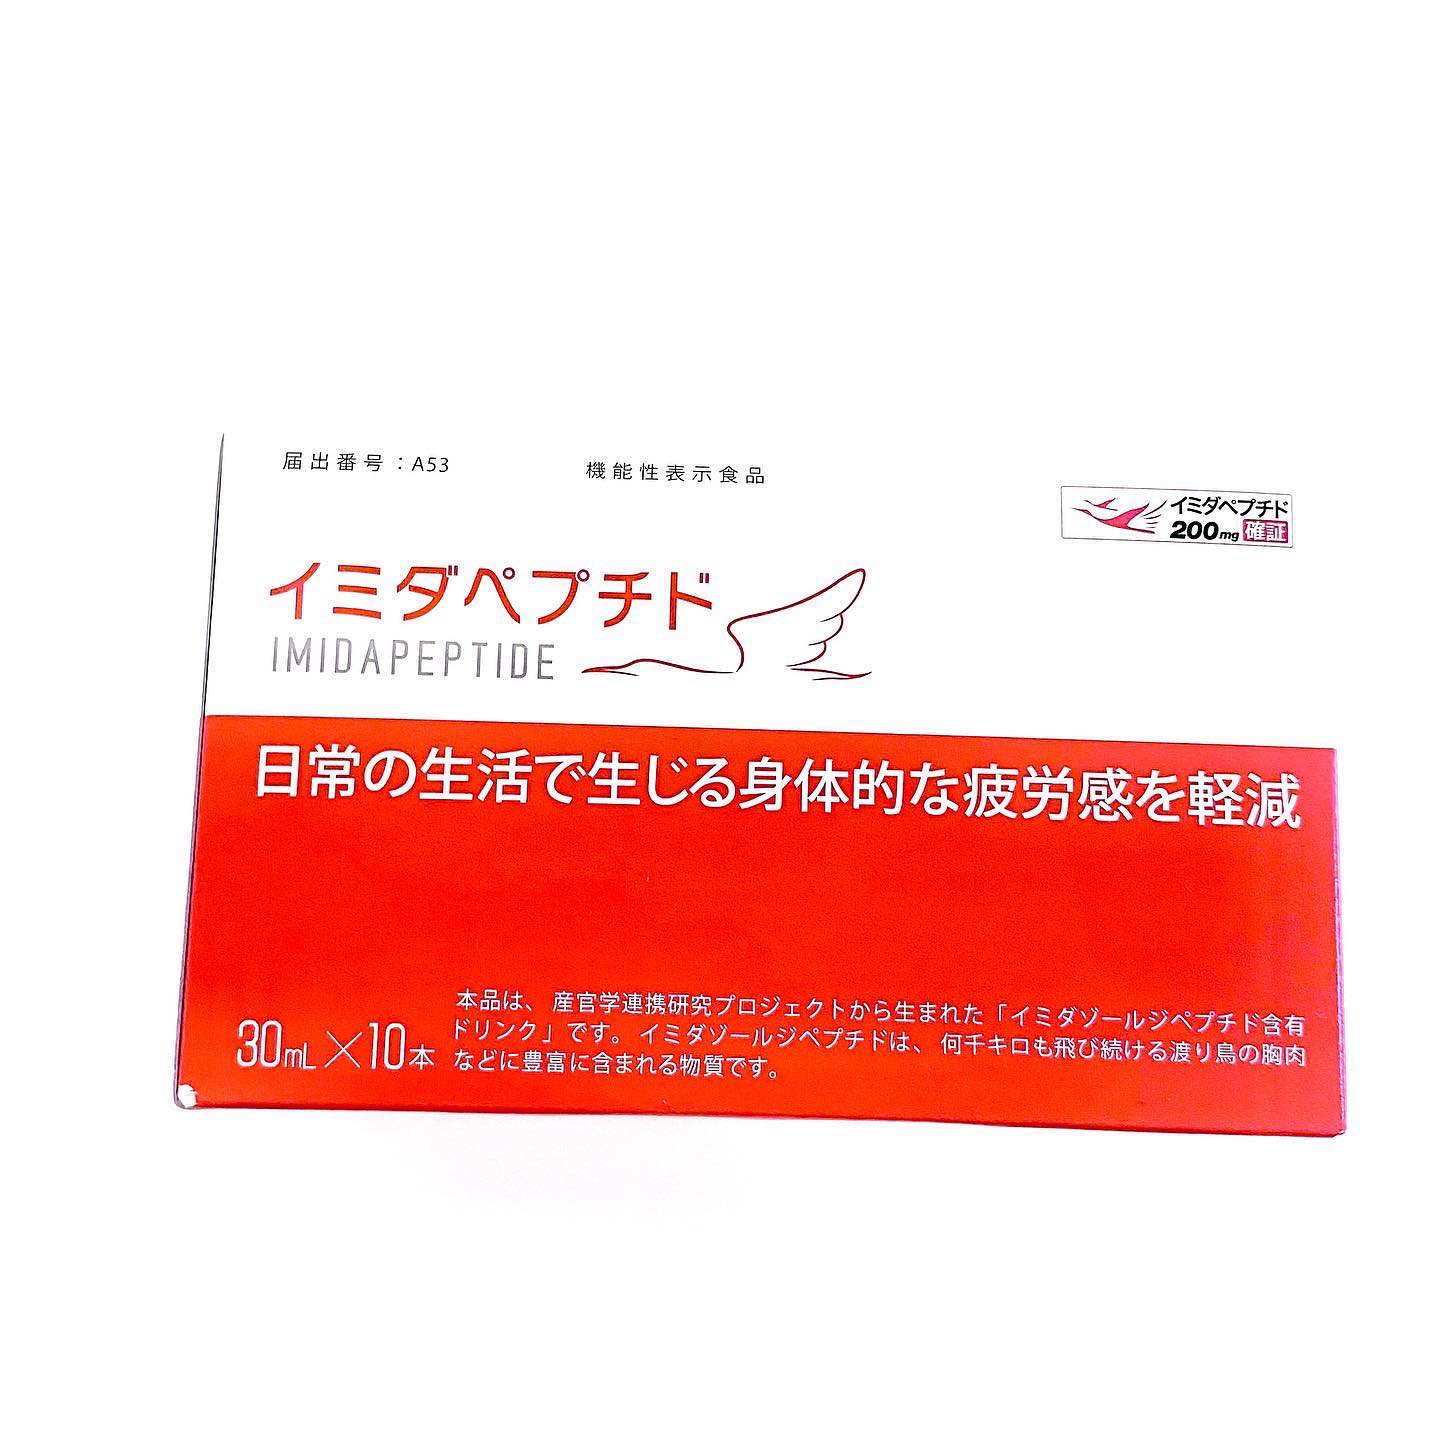 届出番号：A53
機能性表示食品
イミダペプチド
200mg 確証
イミダペプチド
IMIDAPEPTIDE
日常の生活で生じる身体的な疲労感を軽減
30mL×10本
本品は、産官学連携研究プロジェクトから生まれた「イミダゾールジペプチド含有
ドリンク」です。イミダゾールジペプチドは、何千キロも飛び続ける渡り鳥の胸肉
などに豊富に含まれる物質です。